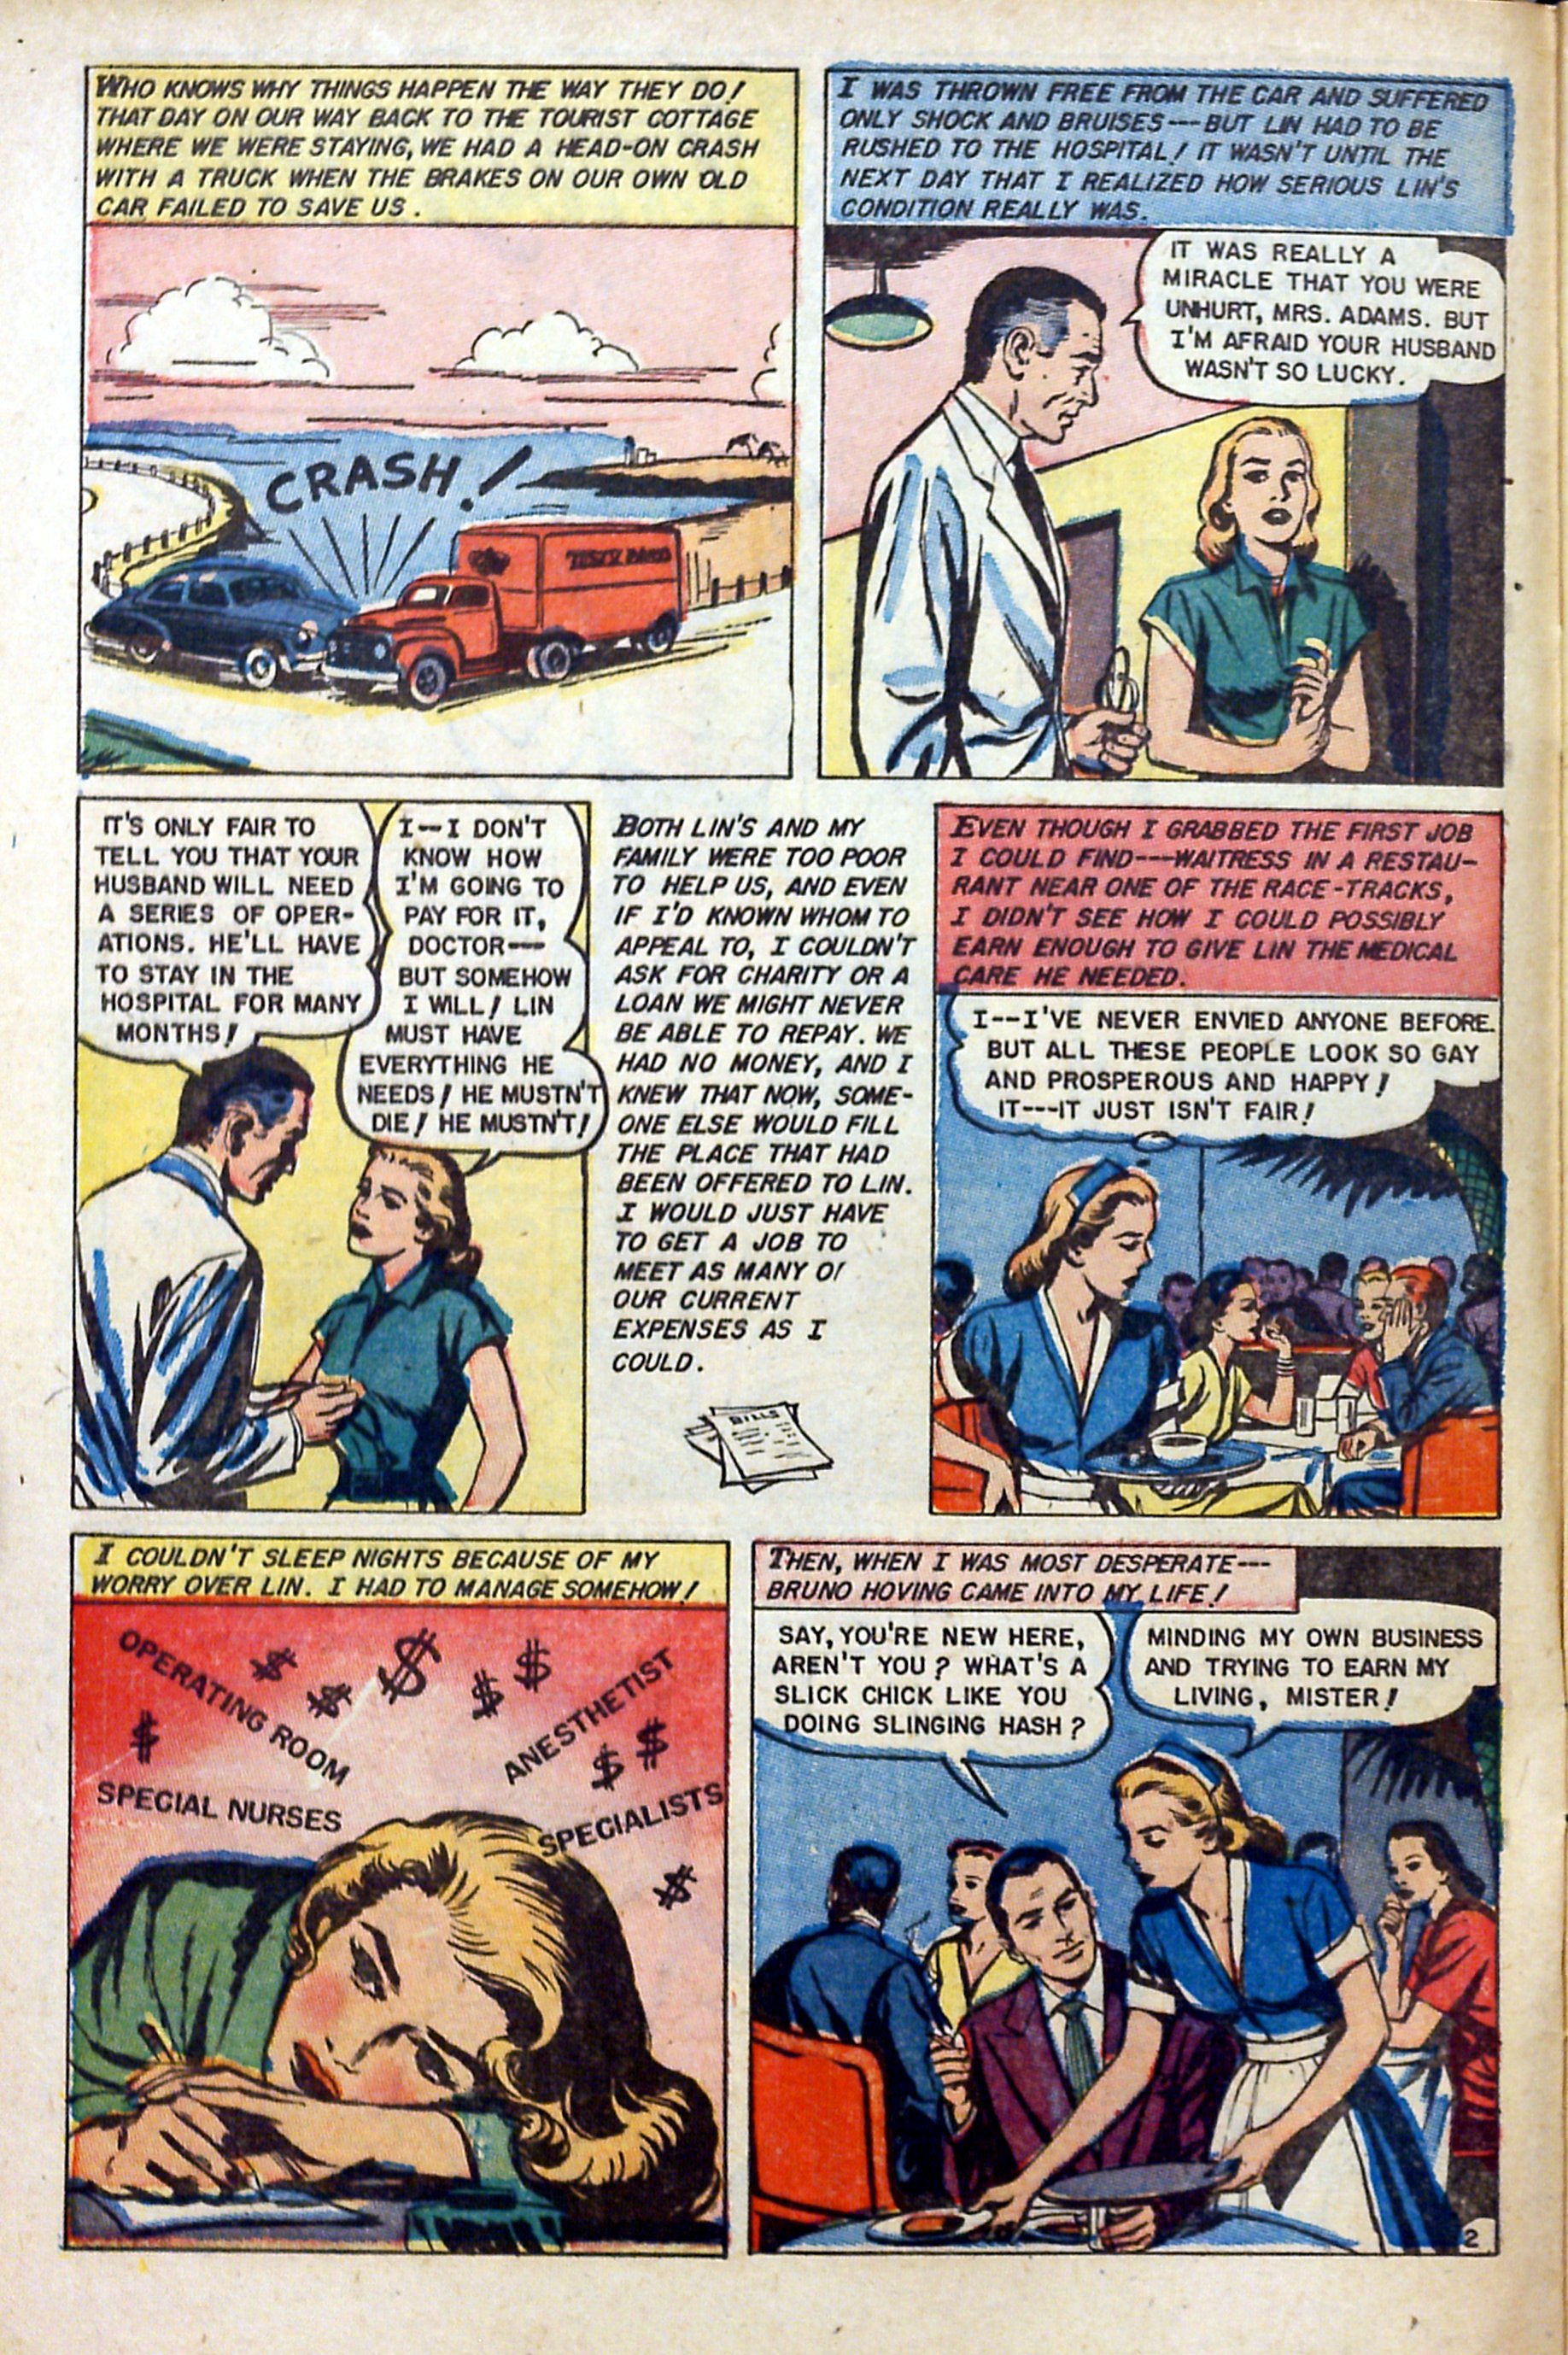 WHO KNOWS WHY THINGS HAPPEN THE WAY THEY DO!
THAT DAY ON OUR WAY BACK TO THE TOURIST COTTAGE
WHERE WE WERE STAYING, WE HAD A HEAD-ON CRASH
WITH A TRUCK WHEN THE BRAKES ON OUR OWN OLD
CAR FAILED TO SAVE US.
CRASH!
I WAS THROWN FREE FROM THE CAR AND SUFFERED
ONLY SHOCK AND BRUISES---BUT LIN HAD TO BE
RUSHED TO THE HOSPITAL! IT WASN'T UNTIL THE
NEXT DAY THAT I REALIZED HOW SERIOUS LIN'S
CONDITION REALLY WAS.
IT WAS REALLY A
MIRACLE THAT YOU WERE
UNHURT, MRS. ADAMS. BUT
I'M AFRAID YOUR HUSBAND
WASN'T SO LUCKY.
IT'S ONLY FAIR TO
TELL YOU THAT YOUR
HUSBAND WILL NEED
A SERIES OF OPER-
ATIONS. HE'LL HAVE
TO STAY IN THE
HOSPITAL FOR MANY
MONTHS!
I--I DON'T
KNOW HOW
I'M GOING TO
PAY FOR IT,
DOCTOR---
BUT SOMEHOW
I WILL! LIN
MUST HAVE
EVERYTHING HE
NEEDS! HE MUSTN'T
DIE! HE MUSTN'T!
BOTH LIN'S AND MY
FAMILY WERE TOO POOR
TO HELP US, AND EVEN
IF I'D KNOWN WHOM TO
APPEAL TO, I COULDN'T
ASK FOR CHARITY OR A
LOAN WE MIGHT NEVER
BE ABLE TO REPAY. WE
HAD NO MONEY, AND I
KNEW THAT NOW, SOME-
ONE ELSE WOULD FILL
THE PLACE THAT HAD
BEEN OFFERED TO LIN.
I WOULD JUST HAVE
TO GET A JOB TO
MEET AS MANY OF
OUR CURRENT
EXPENSES AS I
COULD.
BILLS
EVEN THOUGH I GRABBED THE FIRST JOB
I COULD FIND---WAITRESS IN A RESTAU-
RANT NEAR ONE OF THE RACE-TRACKS,
I DIDN'T SEE HOW I COULD POSSIBLY
EARN ENOUGH TO GIVE LIN THE MEDICAL
CARE HE NEEDED.
I--I'VE NEVER ENVIED ANYONE BEFORE.
BUT ALL THESE PEOPLE LOOK SO GAY
AND PROSPEROUS AND HAPPY!
IT---IT JUST ISN'T FAIR!
I COULDN'T SLEEP NIGHTS BECAUSE OF MY
WORRY OVER LIN. I HAD TO MANAGE SOMEHOW!
OPERATING ROOM
$ $ $ $ $
ANESTHETIST
$ $ $
SPECIAL NURSES
SPECIALISTS
$
THEN, WHEN I WAS MOST DESPERATE---
BRUNO HOVING CAME INTO MY LIFE!
SAY, YOU'RE NEW HERE,
AREN'T YOU? WHAT'S A
SLICK CHICK LIKE YOU
DOING SLINGING HASH?
MINDING MY OWN BUSINESS
AND TRYING TO EARN MY
LIVING, MISTER!
2